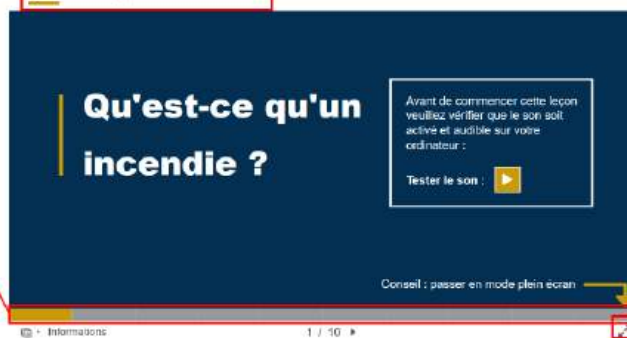 Qu'est-ce qu'un
incendie ?
Avant de commencer cette leçon
veuillez vérifier que le son soit
activé et audible sur votre
ordinateur :
Tester le son :
Conseil : passer en mode plein écran
Informations
1 / 10